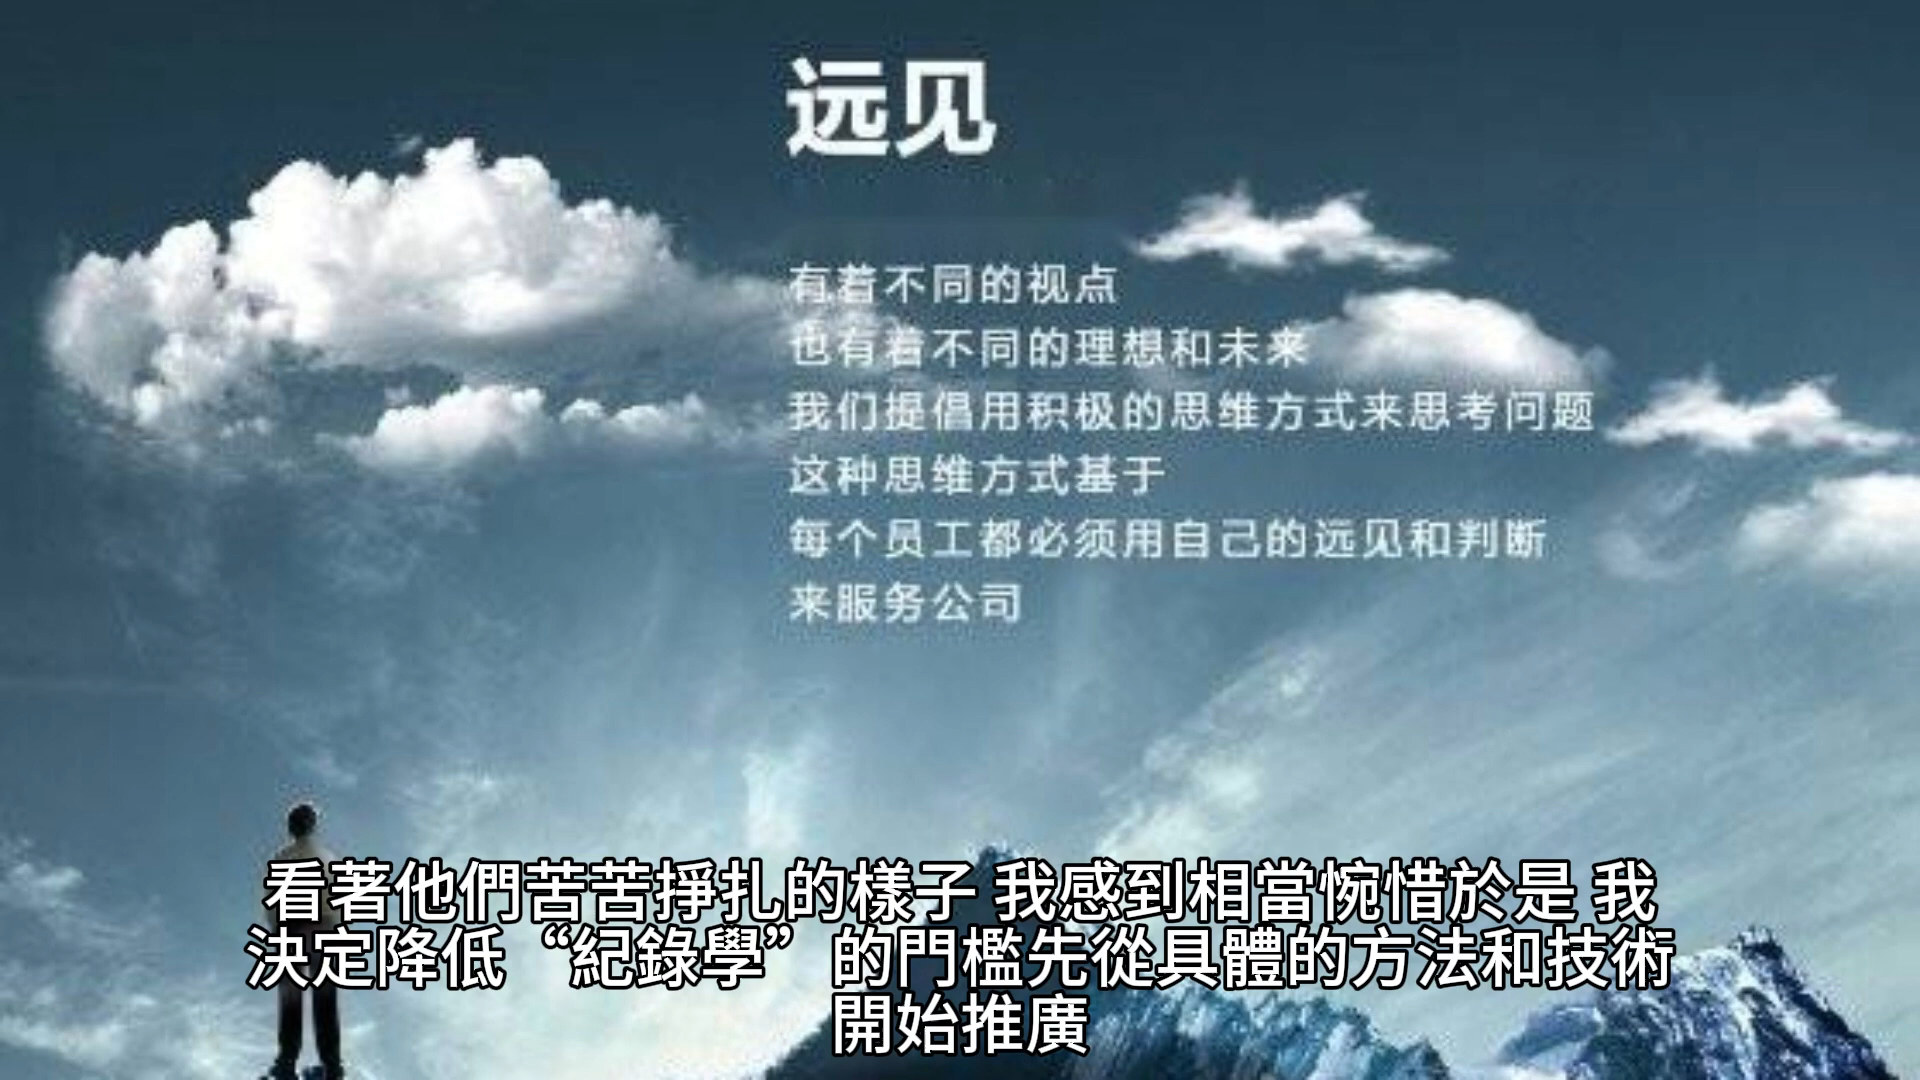 远见
有着不同的视点
也有着不同的理想和未来
我们提倡用积极的思维方式来思考问题
这种思维方式基于
每个员工都必须用自己的远见和判断
来服务公司
看著他們苦苦掙扎的樣子 我感到相當惋惜於是 我
決定降低“紀錄學”的門檻先從具體的方法和技術
開始推廣